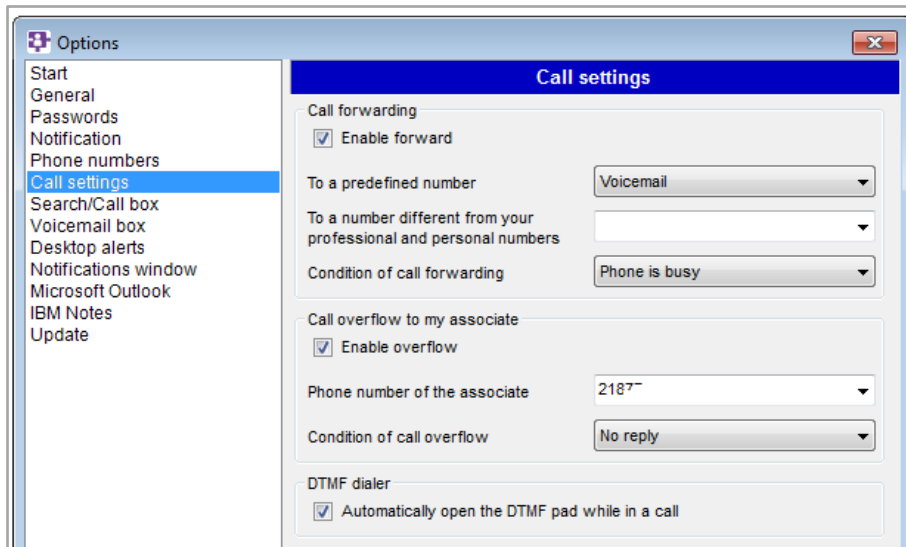 Options
Start
General
Passwords
Notification
Phone numbers
Call settings
Search/Call box
Voicemail box
Desktop alerts
Notifications window
Microsoft Outlook
IBM Notes
Update
Call settings
Call forwarding
Enable forward
To a predefined number Voicemail
To a number different from your
professional and personal numbers
Condition of call forwarding Phone is busy
Call overflow to my associate
Enable overflow
Phone number of the associate
Condition of call overflow No reply
DTMF dialer
Automatically open the DTMF pad while in a call